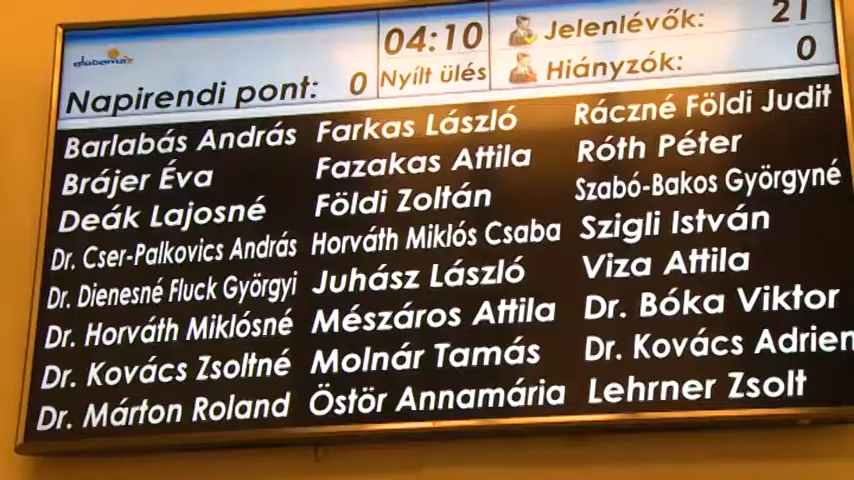 globomax
Napirendi pont: 0
04:10
Nyílt ülés
Jelenlévők: 21
Hiányzók: 0
Barlabás András
Brájer Éva
Deák Lajosné
Dr. Cser-Palkovics András
Dr. Dienesné Fluck Györgyi
Dr. Horváth Miklósné
Dr. Kovács Zsoltné
Dr. Márton Roland
Farkas László
Fazakas Attila
Földi Zoltán
Horváth Miklós Csaba
Juhász László
Mészáros Attila
Molnár Tamás
Östör Annamária
Ráczné Földi Judit
Róth Péter
Szabó-Bakos Györgyné
Szigli István
Viza Attila
Dr. Bóka Viktor
Dr. Kovács Adrien
Lehrner Zsolt